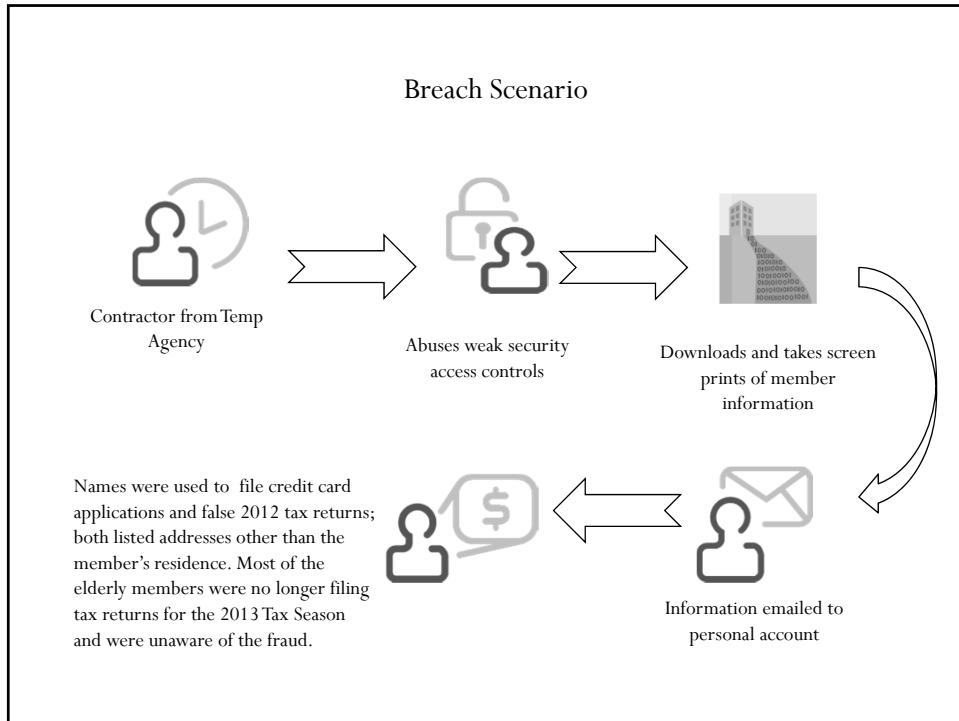 Breach Scenario
Contractor from Temp
Agency
Abuses weak security
access controls
Downloads and takes screen
prints of member
information
Information emailed to
personal account
$
Names were used to file credit card
applications and false 2012 tax returns;
both listed addresses other than the
member's residence. Most of the
elderly members were no longer filing
tax returns for the 2013 Tax Season
and were unaware of the fraud.